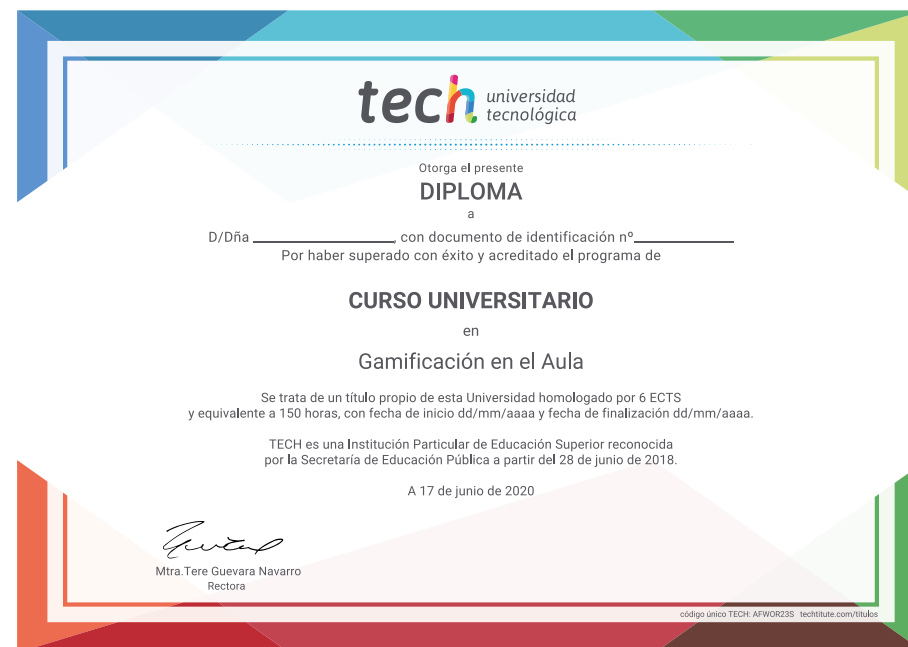 tech universidad
tecnológica
Otorga el presente
DIPLOMA
a
D/Dña ________________, con documento de identificación nº____________
Por haber superado con éxito y acreditado el programa de
CURSO UNIVERSITARIO
en
Gamificación en el Aula
Se trata de un título propio de esta Universidad homologado por 6 ECTS
y equivalente a 150 horas, con fecha de inicio dd/mm/aaaa y fecha de finalización dd/mm/aaaa.
TECH es una Institución Particular de Educación Superior reconocida
por la Secretaría de Educación Pública a partir del 28 de junio de 2018.
A 17 de junio de 2020
Mtra.Tere Guevara Navarro
Rectora
código único TECH: AFWOR23S techtitute.com/titulos